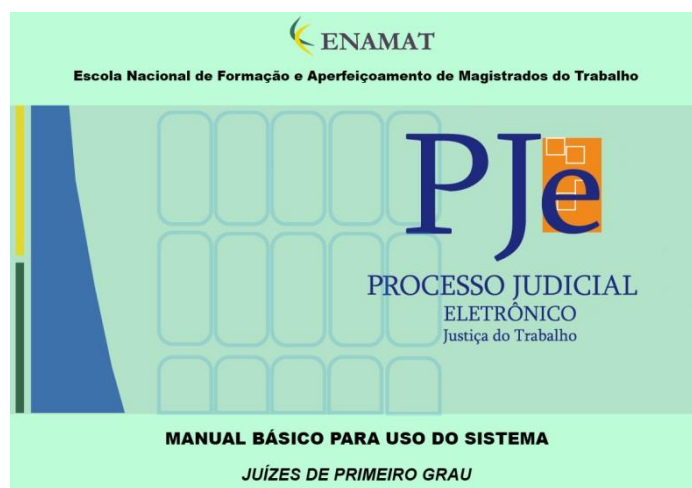 ENAMAT
Escola Nacional de Formação e Aperfeiçoamento de Magistrados do Trabalho
PJe
PROCESSO JUDICIAL
ELETRÔNICO
Justiça do Trabalho
MANUAL BÁSICO PARA USO DO SISTEMA
JUÍZES DE PRIMEIRO GRAU